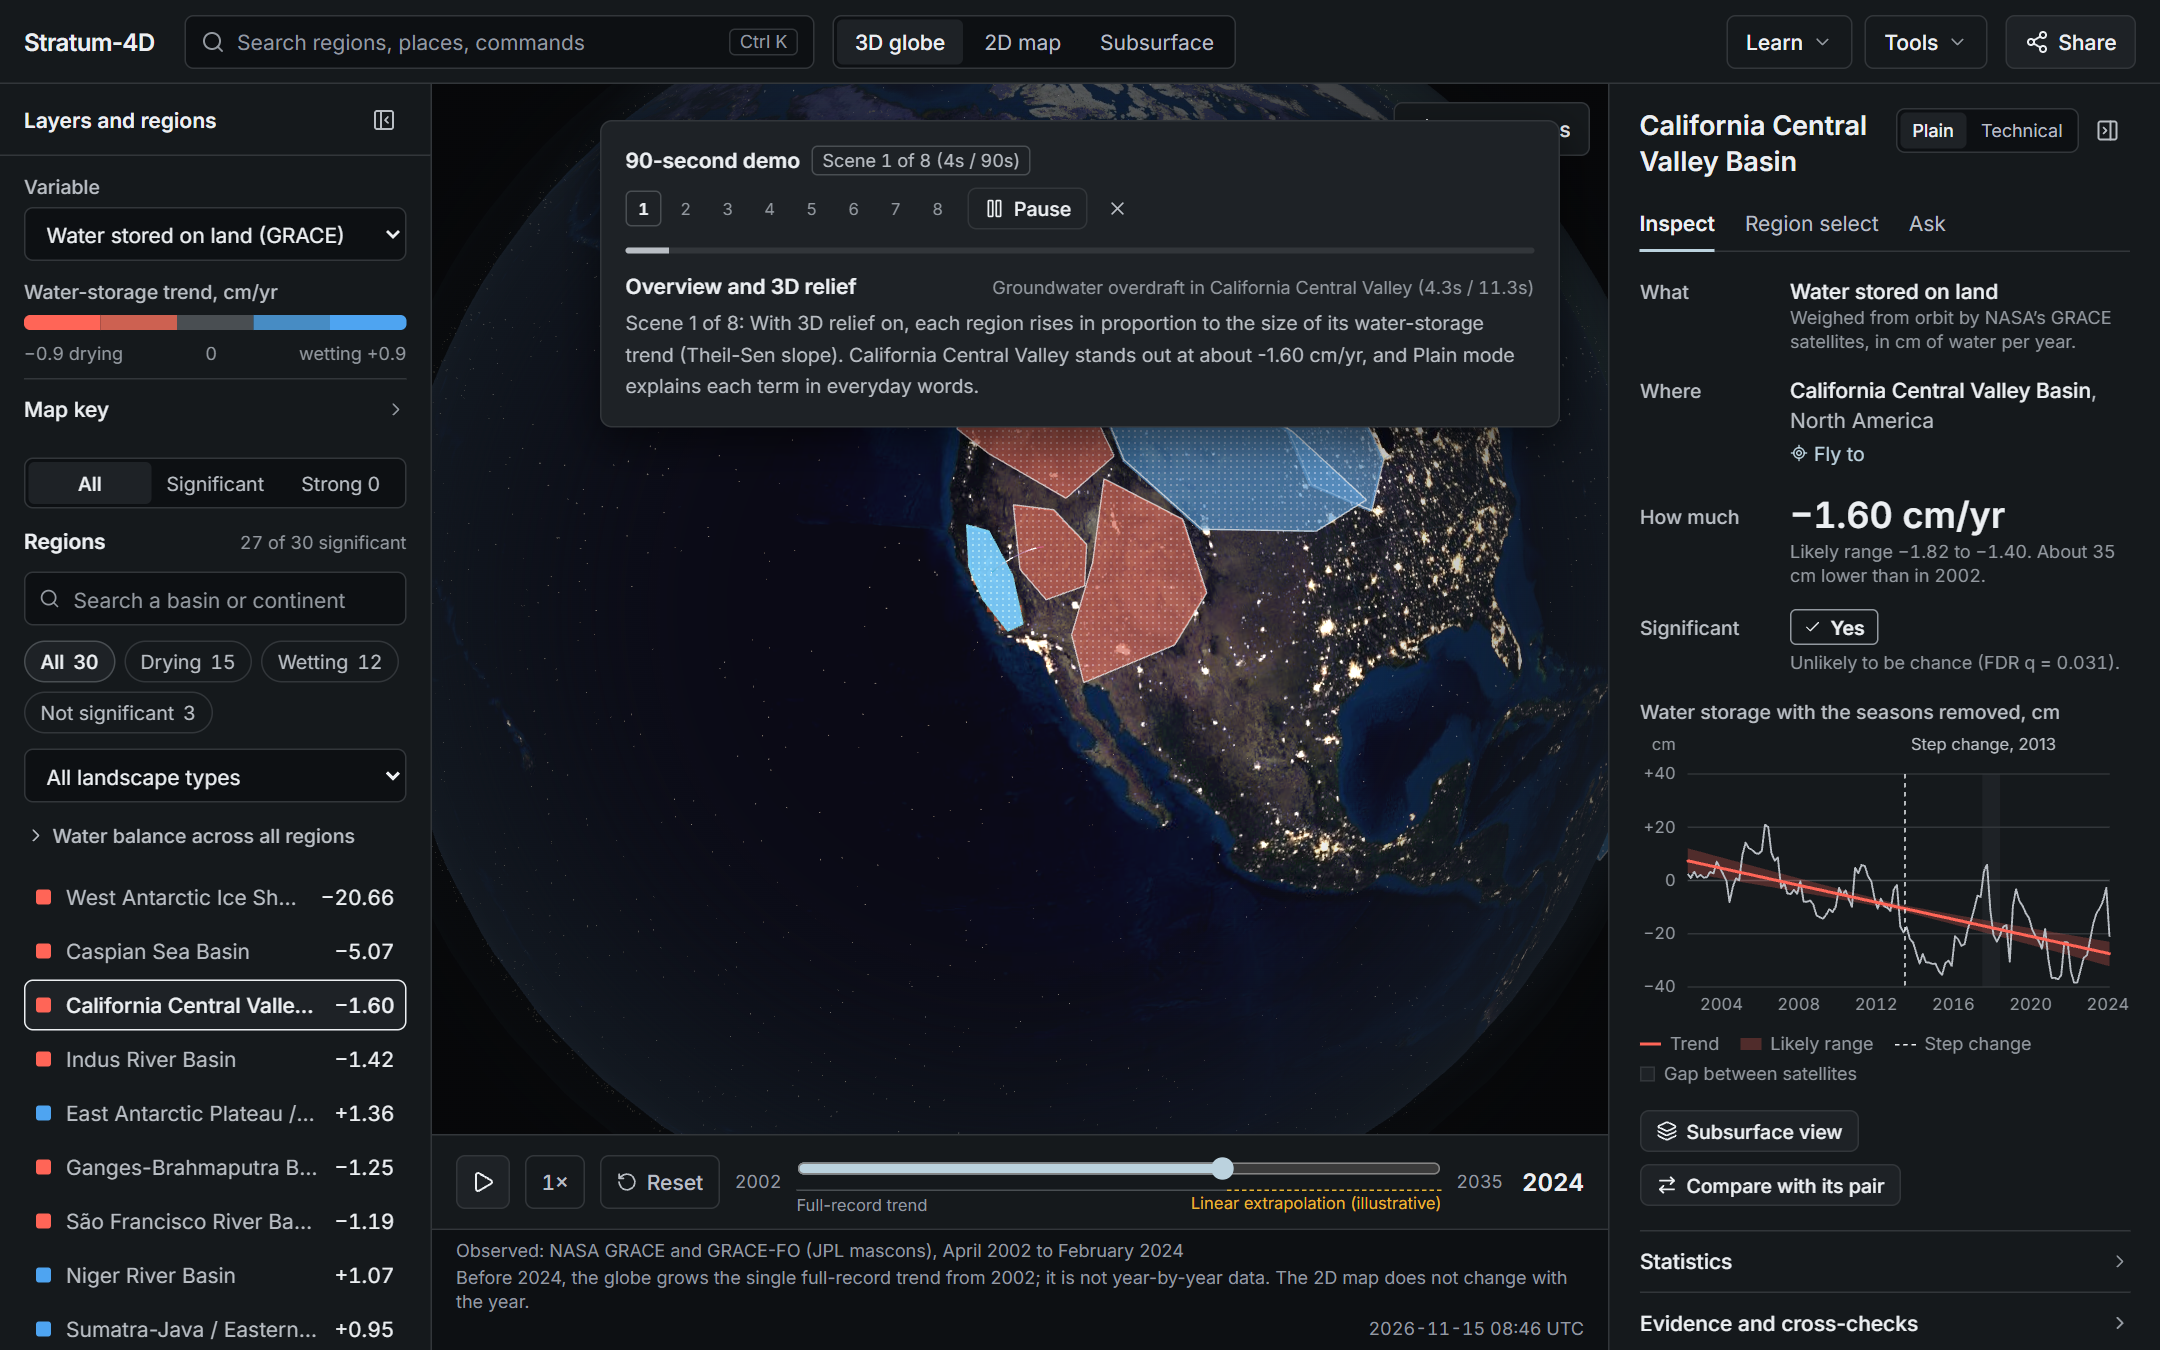 Stratum-4D
Search regions, places, commands
Ctrl K
3D globe
2D map
Subsurface
Learn
Tools
Share
Layers and regions
Variable
Water stored on land (GRACE)
Water-storage trend, cm/yr
−0.9 drying
0
wetting +0.9
Map key
All
Significant
Strong 0
Regions
27 of 30 significant
Search a basin or continent
All 30
Drying 15
Wetting 12
Not significant 3
All landscape types
Water balance across all regions
West Antarctic Ice Sh... −20.66
Caspian Sea Basin −5.07
California Central Valle... −1.60
Indus River Basin −1.42
East Antarctic Plateau /... +1.36
Ganges-Brahmaputra B... −1.25
São Francisco River Ba... −1.19
Niger River Basin +1.07
Sumatra-Java / Eastern... +0.95
s
90-second demo
Scene 1 of 8 (4s / 90s)
1 2 3 4 5 6 7 8
Pause
Overview and 3D relief
Groundwater overdraft in California Central Valley (4.3s / 11.3s)
Scene 1 of 8: With 3D relief on, each region rises in proportion to the size of its water-storage
trend (Theil-Sen slope). California Central Valley stands out at about -1.60 cm/yr, and Plain mode
explains each term in everyday words.
1×
Reset
2002
2035
2024
Full-record trend
Linear extrapolation (illustrative)
Observed: NASA GRACE and GRACE-FO (JPL mascons), April 2002 to February 2024
Before 2024, the globe grows the single full-record trend from 2002; it is not year-by-year data. The 2D map does not change with
the year.
2026-11-15 08:46 UTC
California Central
Valley Basin
Plain
Technical
Inspect
Region select
Ask
What
Water stored on land
Weighed from orbit by NASA’s GRACE
satellites, in cm of water per year.
Where
California Central Valley Basin,
North America
Fly to
How much
−1.60 cm/yr
Likely range −1.82 to −1.40. About 35
cm lower than in 2002.
Significant
Yes
Unlikely to be chance (FDR q = 0.031).
Water storage with the seasons removed, cm
cm
Step change, 2013
+40
+20
0
−20
−40
2004 2008 2012 2016 2020 2024
Trend
Likely range
Step change
Gap between satellites
Subsurface view
Compare with its pair
Statistics
Evidence and cross-checks